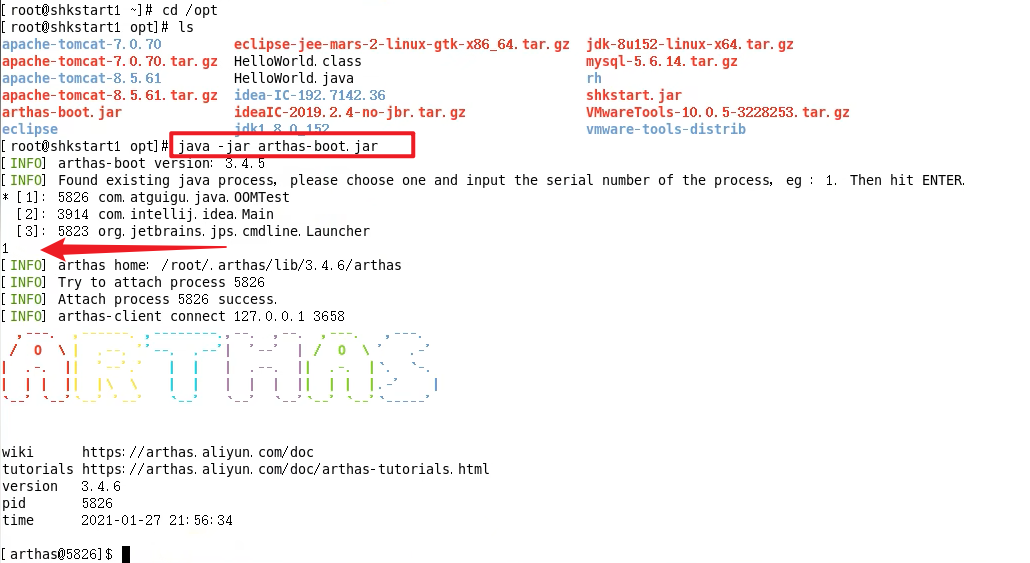 [root@shkstart1 ~]# cd /opt
[root@shkstart1 opt]# ls
apache-tomcat-7.0.70 eclipse-jee-mars-2-linux-gtk-x86_64.tar.gz jdk-8u152-linux-x64.tar.gz
apache-tomcat-7.0.70.tar.gz HelloWorld.class mysql-5.6.14.tar.gz
apache-tomcat-8.5.61 HelloWorld.java rh
apache-tomcat-8.5.61.tar.gz idea-IC-192.7142.36 shkstart.jar
arthas-boot.jar ideaIC-2019.2.4-no-jbr.tar.gz VMwareTools-10.0.5-3228253.tar.gz
eclipse jdk1.8.0_152 vmware-tools-distrib
[root@shkstart1 opt]# java -jar arthas-boot.jar
[INFO] arthas-boot version: 3.4.5
[INFO] Found existing java process, please choose one and input the serial number of the process, eg : 1. Then hit ENTER.
* [1]: 5826 com.atguigu.java.OOMTest
[2]: 3914 com.intellij.idea.Main
[3]: 5823 org.jetbrains.jps.cmdline.Launcher
1
[INFO] arthas home: /root/.arthas/lib/3.4.6/arthas
[INFO] Try to attach process 5826
[INFO] Attach process 5826 success.
[INFO] arthas-client connect 127.0.0.1 3658
ARTHAS
wiki https://arthas.aliyun.com/doc
tutorials https://arthas.aliyun.com/doc/arthas-tutorials.html
version 3.4.6
pid 5826
time 2021-01-27 21:56:34
[arthas@5826]$